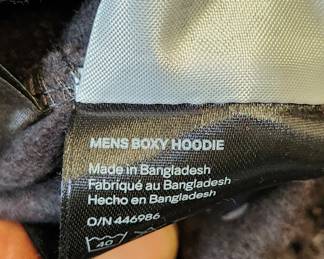 MENS BOXY HOODIE
Made in Bangladesh
Fabriqué au Bangladesh
Hecho en Bangladesh
O/N 446986
40